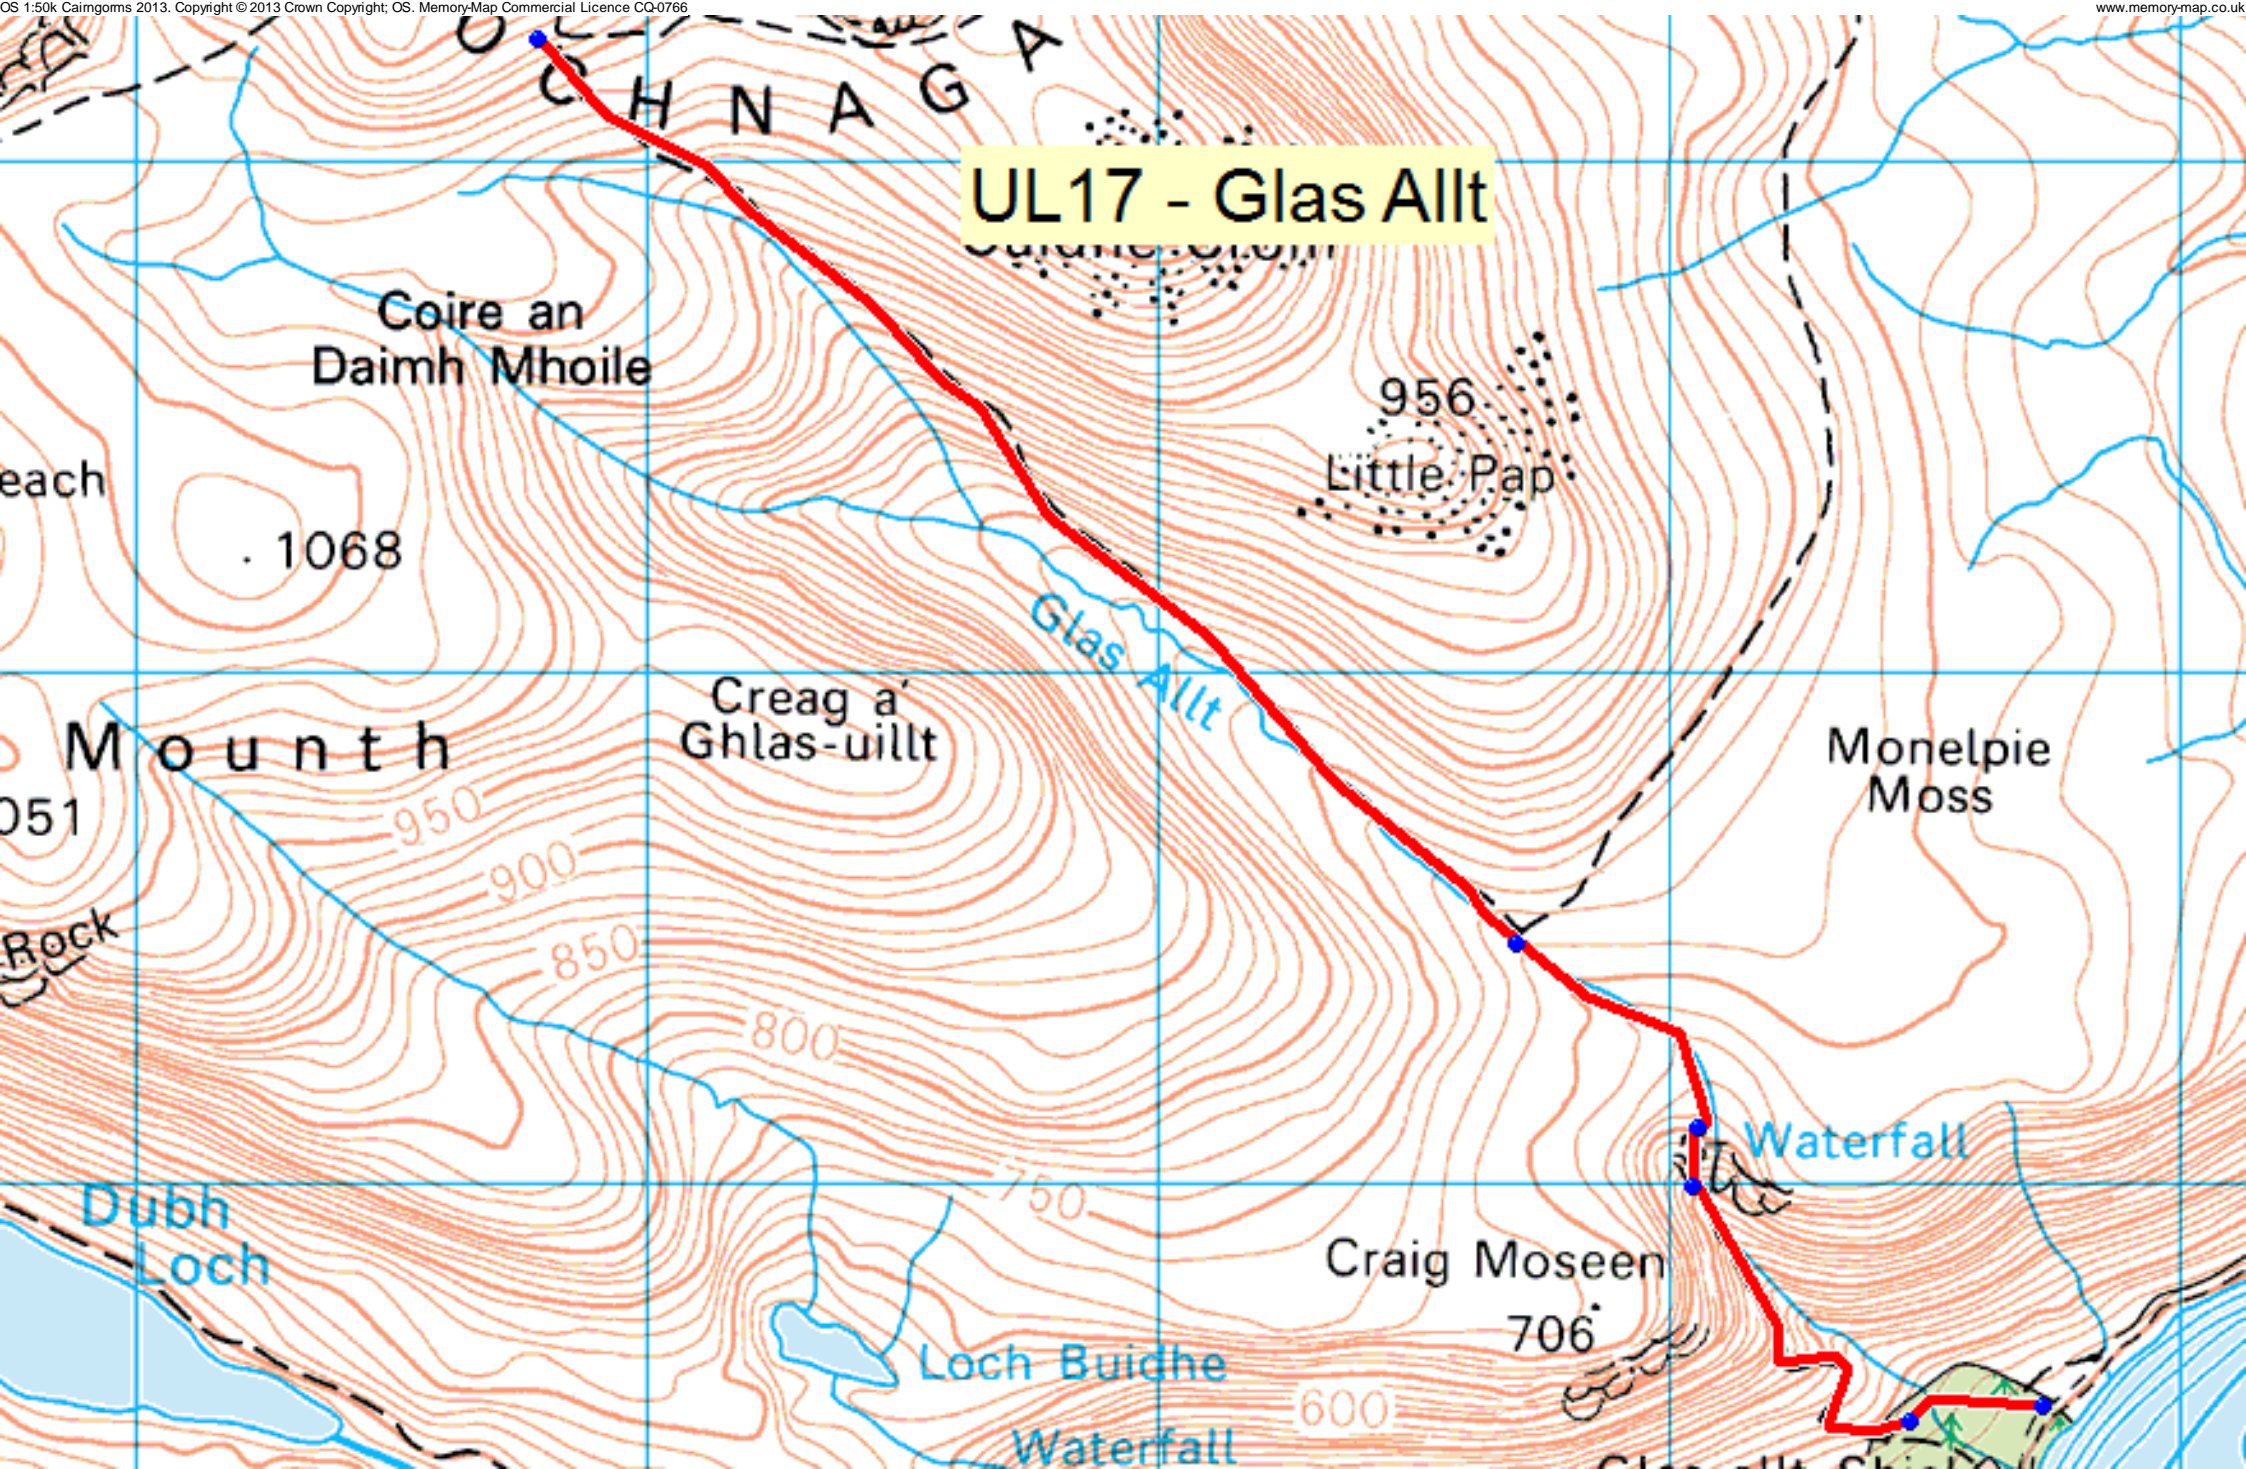 OS 1:50k Cairngorms 2013. Copyright © 2013 Crown Copyright; OS. Memory-Map Commercial Licence CQ-0766
www.memory-map.co.uk
O C H N A G A
UL17 - Glas Allt
Coire an
Daimh Mhoile
956
Little Pap
each
1068
Glas Allt
Creag a'
Ghlas-uillt
Mounth
051
950
900
850
800
750
Monelpie
Moss
Rock
Waterfall
Dubh
Loch
Craig Moseen
706
Loch Buidhe
600
Waterfall